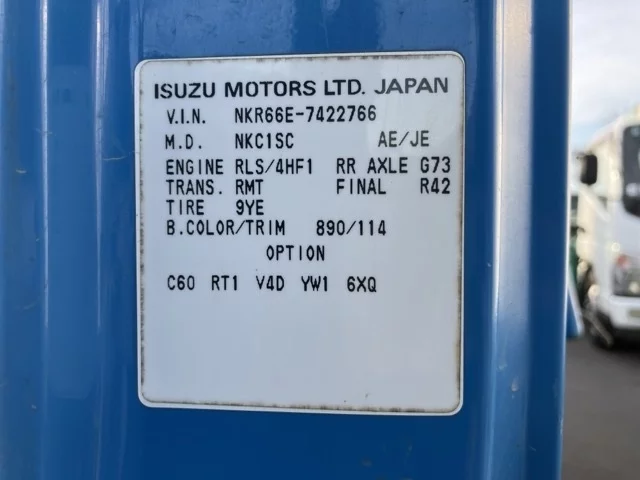 ISUZU MOTORS LTD. JAPAN
V.I.N. NKR66E-7422766
M.D. NKC1SC AE/JE
ENGINE RLS/4HF1 RR AXLE G73
TRANS. RMT FINAL R42
TIRE 9YE
B.COLOR/TRIM 890/114
OPTION
C60 RT1 V4D YW1 6XQ